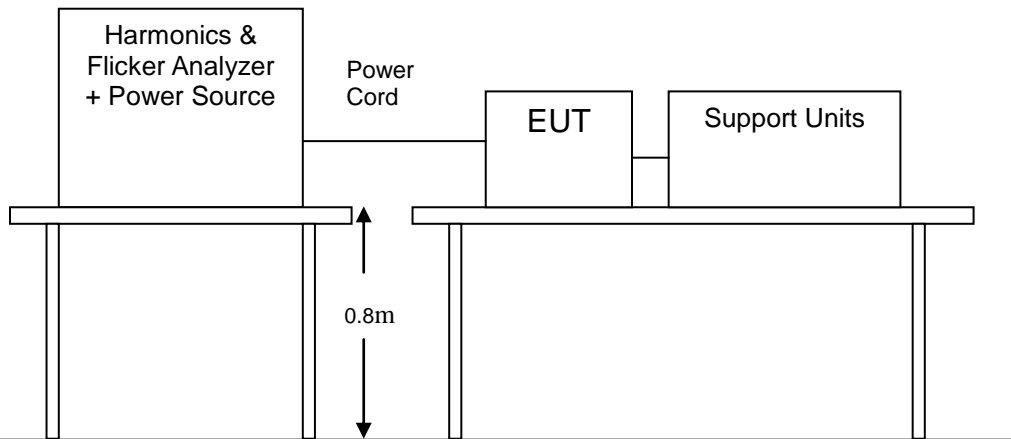 Harmonics &
Flicker Analyzer
+ Power Source
Power
Cord
EUT
Support Units
0.8m